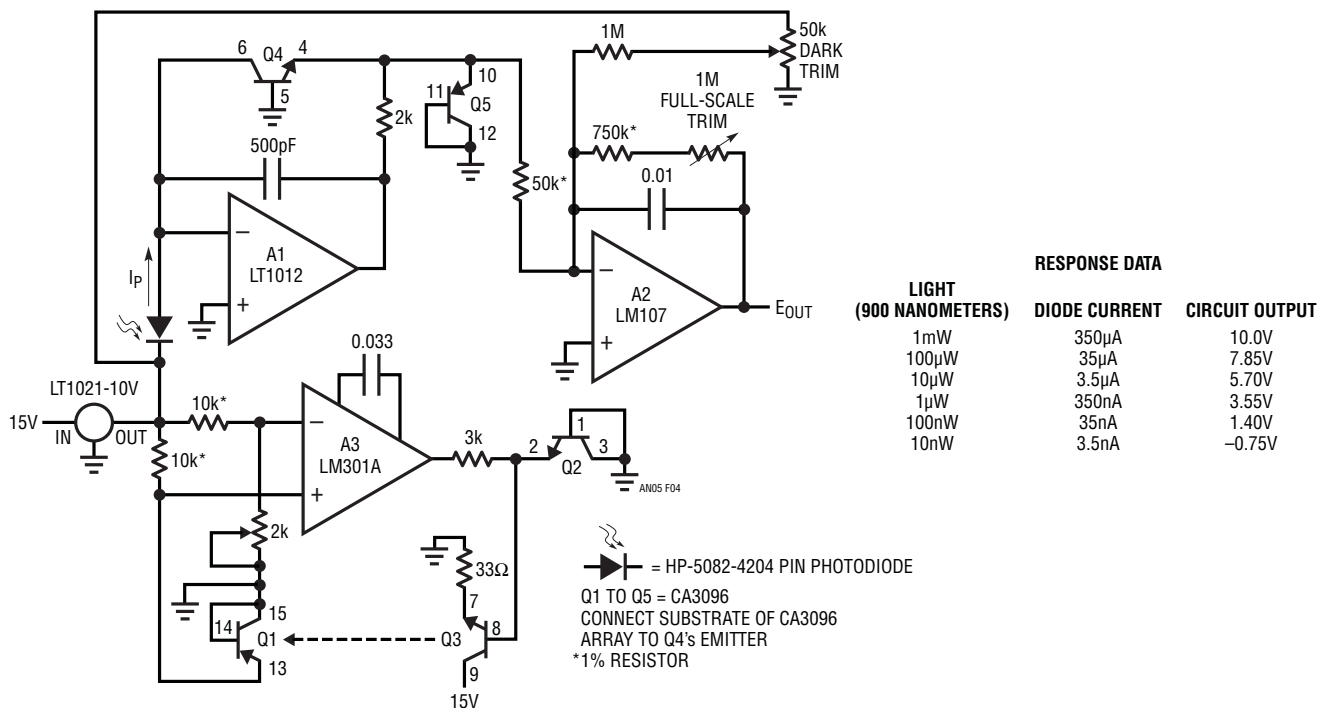 50k
DARK
TRIM
1M
6
Q4
4
5
10
11
Q5
12
2k
1M
FULL-SCALE
TRIM
750k*
500pF
50k*
0.01
−
A1
LT1012
+
IP
−
A2
LM107
+
EOUT
RESPONSE DATA
LIGHT
(900 NANOMETERS) DIODE CURRENT CIRCUIT OUTPUT
1mW 350µA 10.0V
100µW 35µA 7.85V
10µW 3.5µA 5.70V
1µW 350nA 3.55V
100nW 35nA 1.40V
10nW 3.5nA –0.75V
0.033
LT1021-10V
15V
IN
OUT
10k*
10k*
−
A3
LM301A
+
3k
2
1
3
Q2
AN05 F04
2k
33Ω
14
15
Q1
13
Q3
7
8
9
15V
= HP-5082-4204 PIN PHOTODIODE
Q1 TO Q5 = CA3096
CONNECT SUBSTRATE OF CA3096
ARRAY TO Q4's EMITTER
*1% RESISTOR